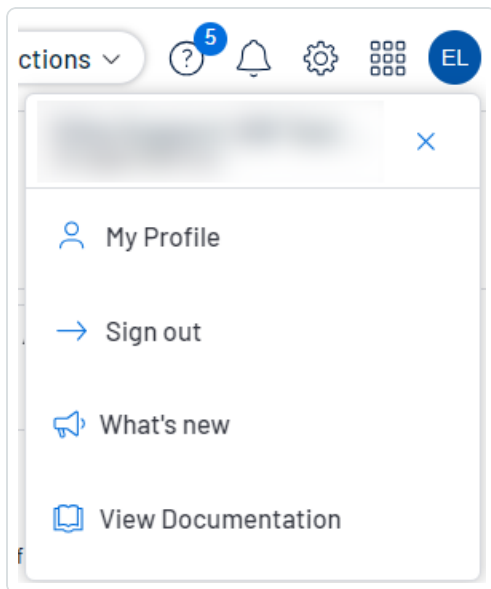 ctions
5
?
EL
My Profile
Sign out
What's new
View Documentation
f